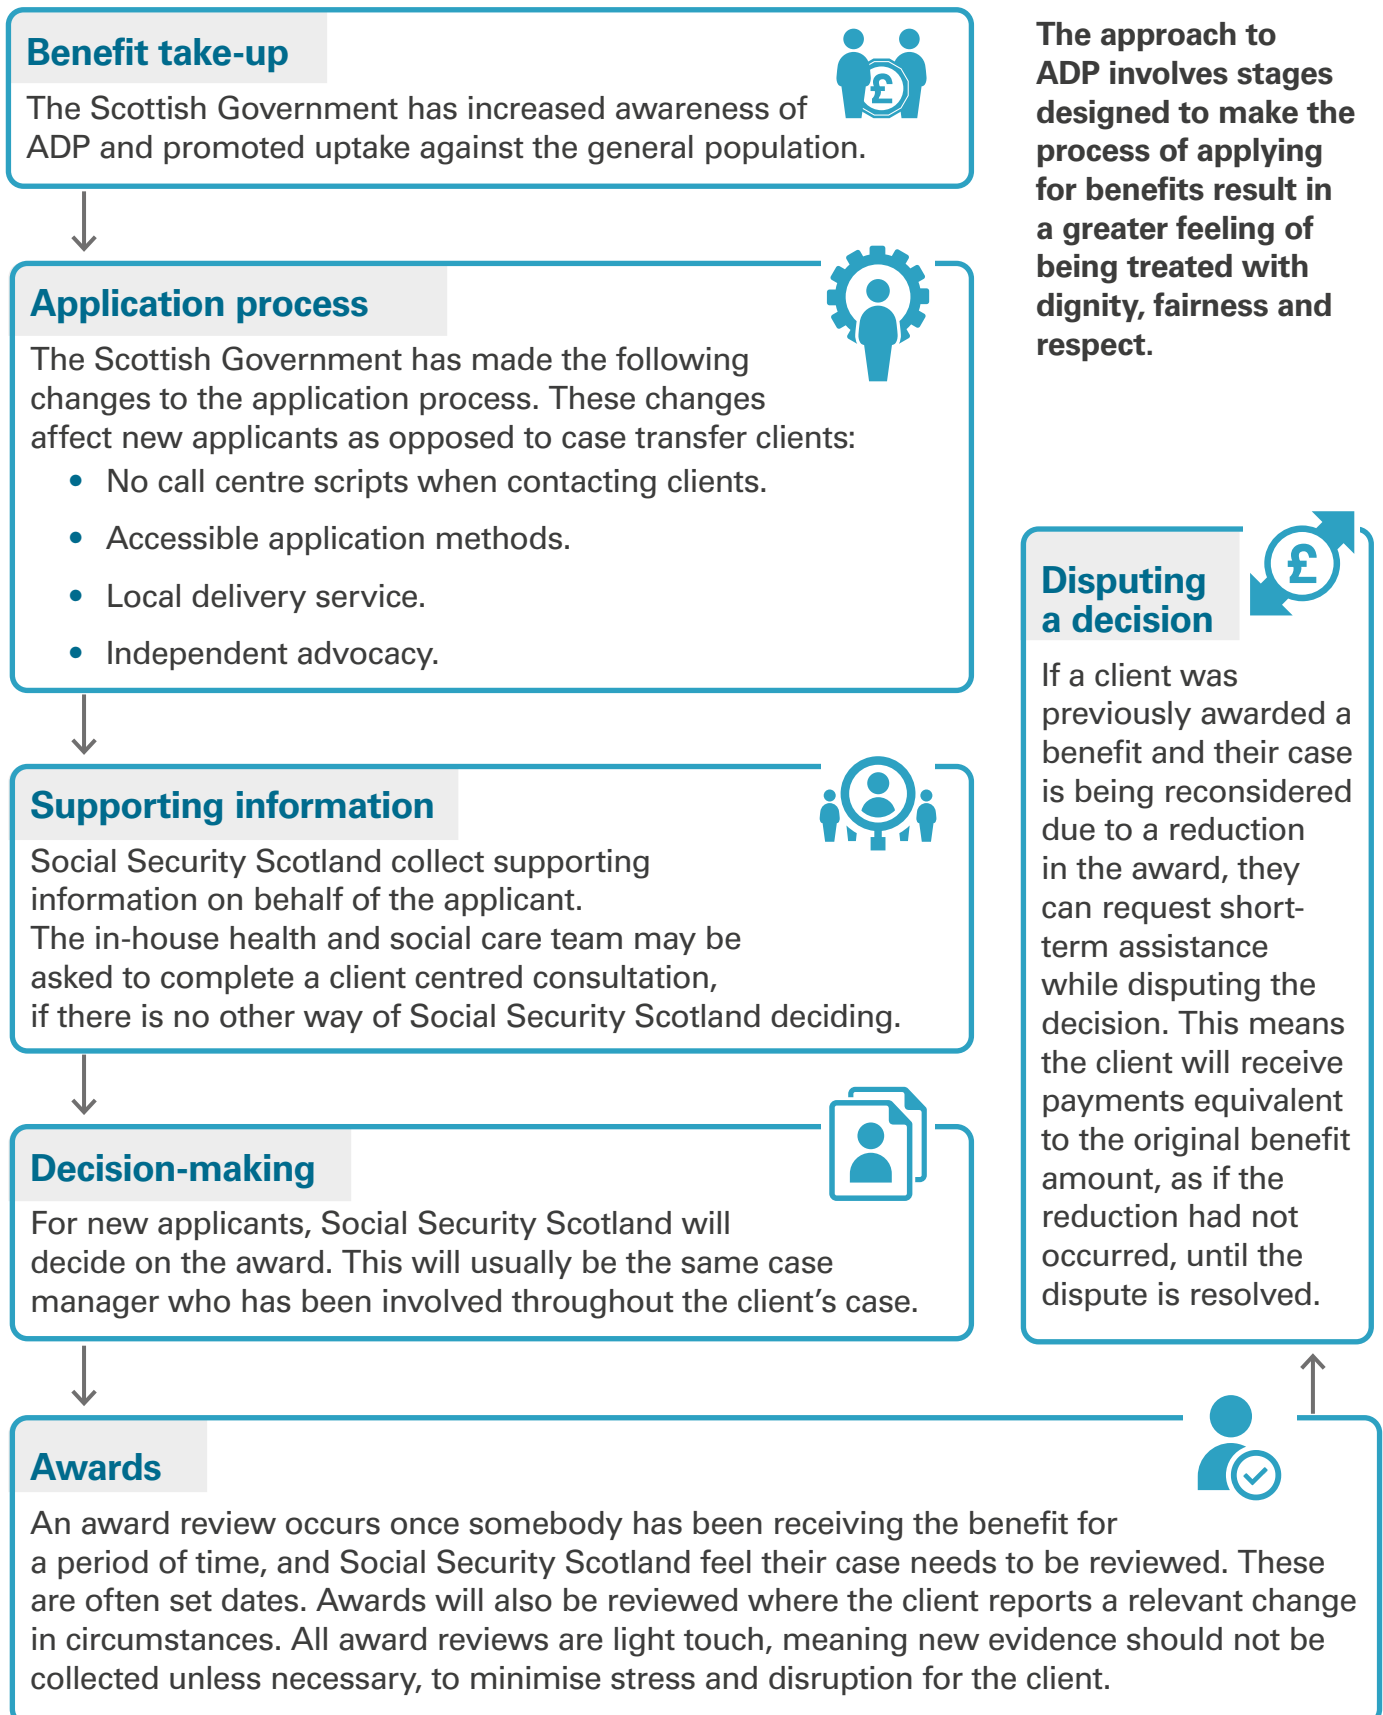 Benefit take-up
The Scottish Government has increased awareness of
ADP and promoted uptake against the general population.
The approach to
ADP involves stages
designed to make the
process of applying
for benefits result in
a greater feeling of
being treated with
dignity, fairness and
respect.
Application process
The Scottish Government has made the following
changes to the application process. These changes
affect new applicants as opposed to case transfer clients:
• No call centre scripts when contacting clients.
• Accessible application methods.
• Local delivery service.
• Independent advocacy.
Supporting information
Social Security Scotland collect supporting
information on behalf of the applicant.
The in-house health and social care team may be
asked to complete a client centred consultation,
if there is no other way of Social Security Scotland deciding.
Decision-making
For new applicants, Social Security Scotland will
decide on the award. This will usually be the same case
manager who has been involved throughout the client’s case.
Awards
An award review occurs once somebody has been receiving the benefit for
a period of time, and Social Security Scotland feel their case needs to be reviewed. These
are often set dates. Awards will also be reviewed where the client reports a relevant change
in circumstances. All award reviews are light touch, meaning new evidence should not be
collected unless necessary, to minimise stress and disruption for the client.
£
Disputing
a decision
If a client was
previously awarded a
benefit and their case
is being reconsidered
due to a reduction
in the award, they
can request short-
term assistance
while disputing the
decision. This means
the client will receive
payments equivalent
to the original benefit
amount, as if the
reduction had not
occurred, until the
dispute is resolved.
£